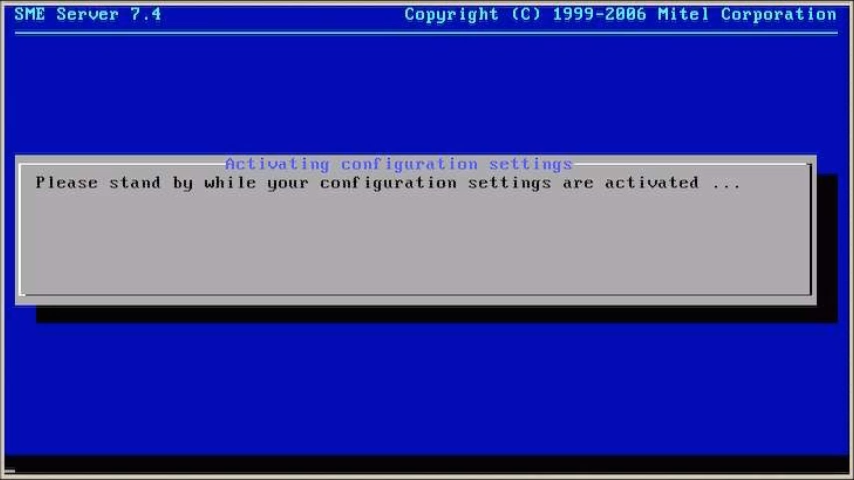 SME Server 7.4 Copyright (C) 1999-2006 Mitel Corporation
Activating configuration settings
Please stand by while your configuration settings are activated ...